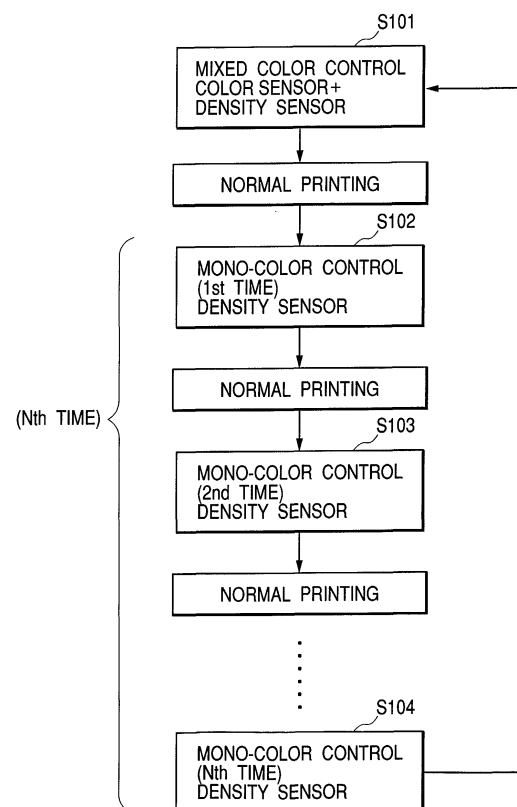 S101
MIXED COLOR CONTROL
COLOR SENSOR+
DENSITY SENSOR
NORMAL PRINTING
S102
MONO-COLOR CONTROL
(1st TIME)
DENSITY SENSOR
NORMAL PRINTING
(Nth TIME)
S103
MONO-COLOR CONTROL
(2nd TIME)
DENSITY SENSOR
NORMAL PRINTING
S104
MONO-COLOR CONTROL
(Nth TIME)
DENSITY SENSOR